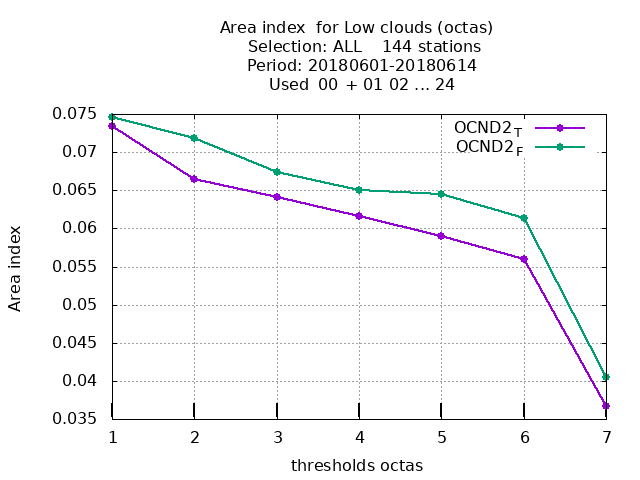 Area index  for Low clouds (octas)
Selection: ALL    144 stations
Period: 20180601-20180614
Used  00 + 01 02 ... 24
OCND2T
OCND2F
0.075
0.07
0.065
0.06
0.055
0.05
0.045
0.04
0.035
Area index
1 2 3 4 5 6 7
thresholds octas